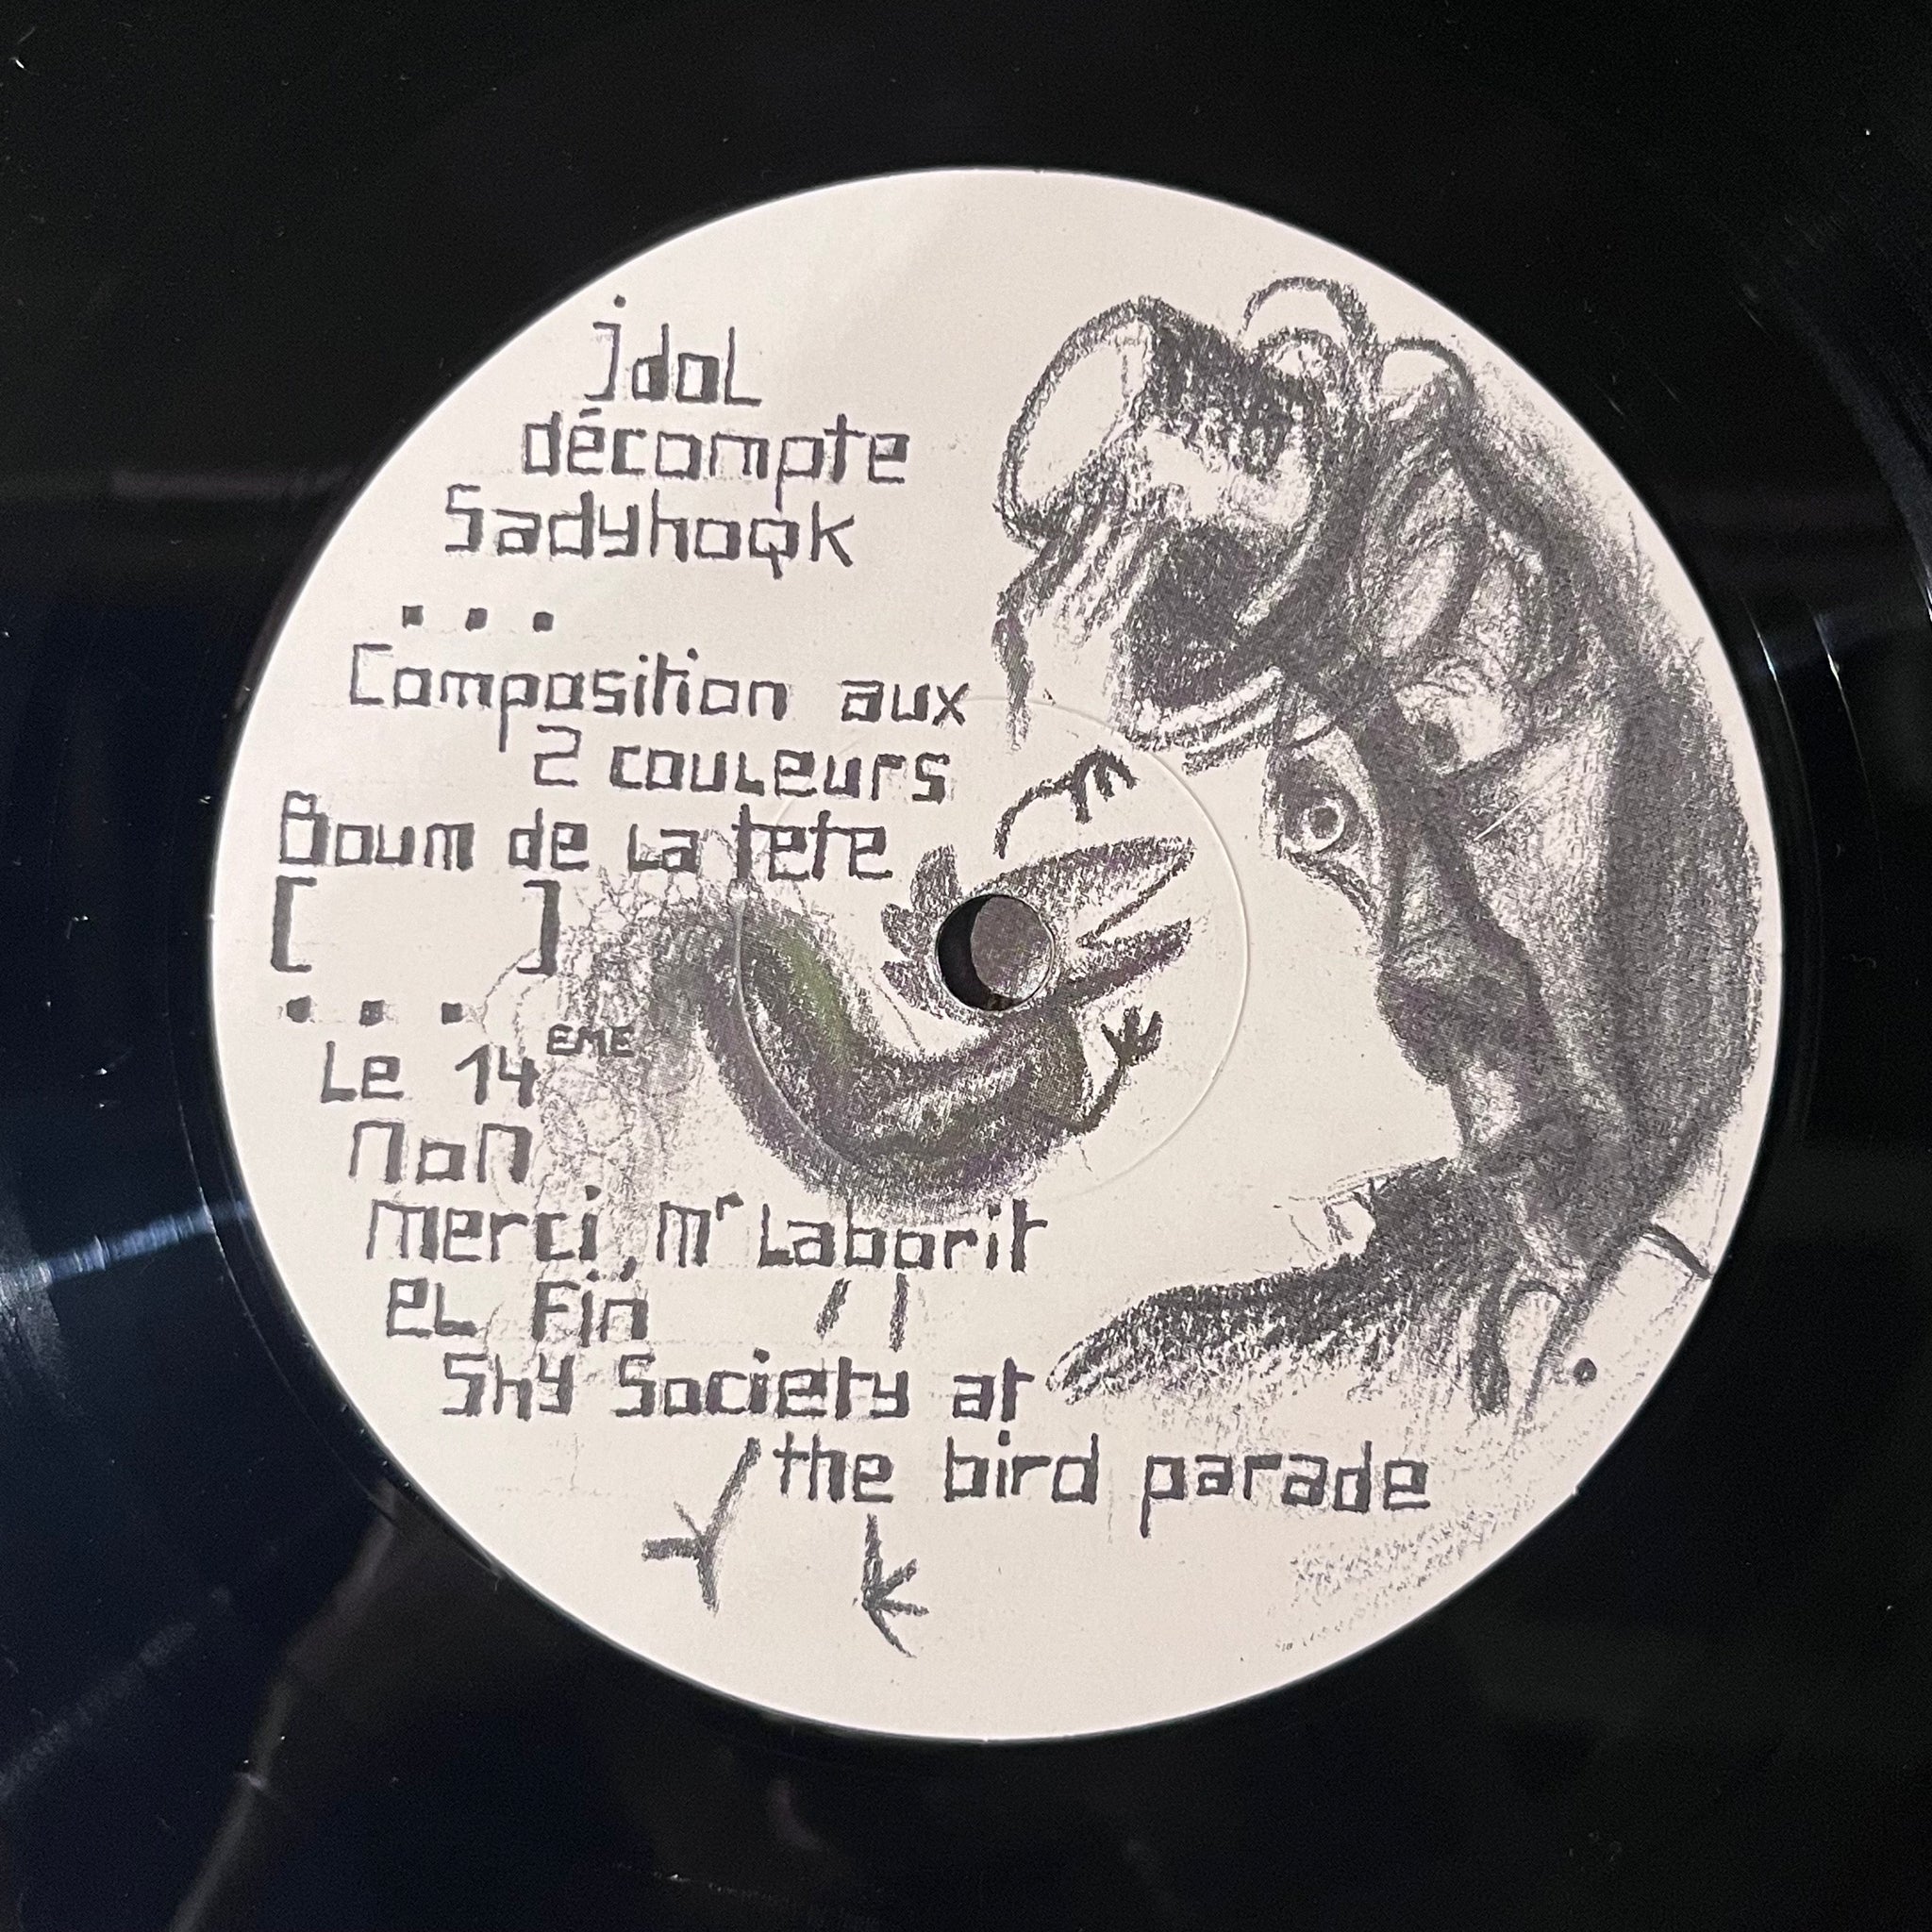 jdol
décompte
Sadyhoqk
...
Composition aux
2 couleurs
Boum de la tete
[ ]
...
Le 14 EME
Non
merci, Mr Laborit
el Fin
Shy Society at
the bird parade